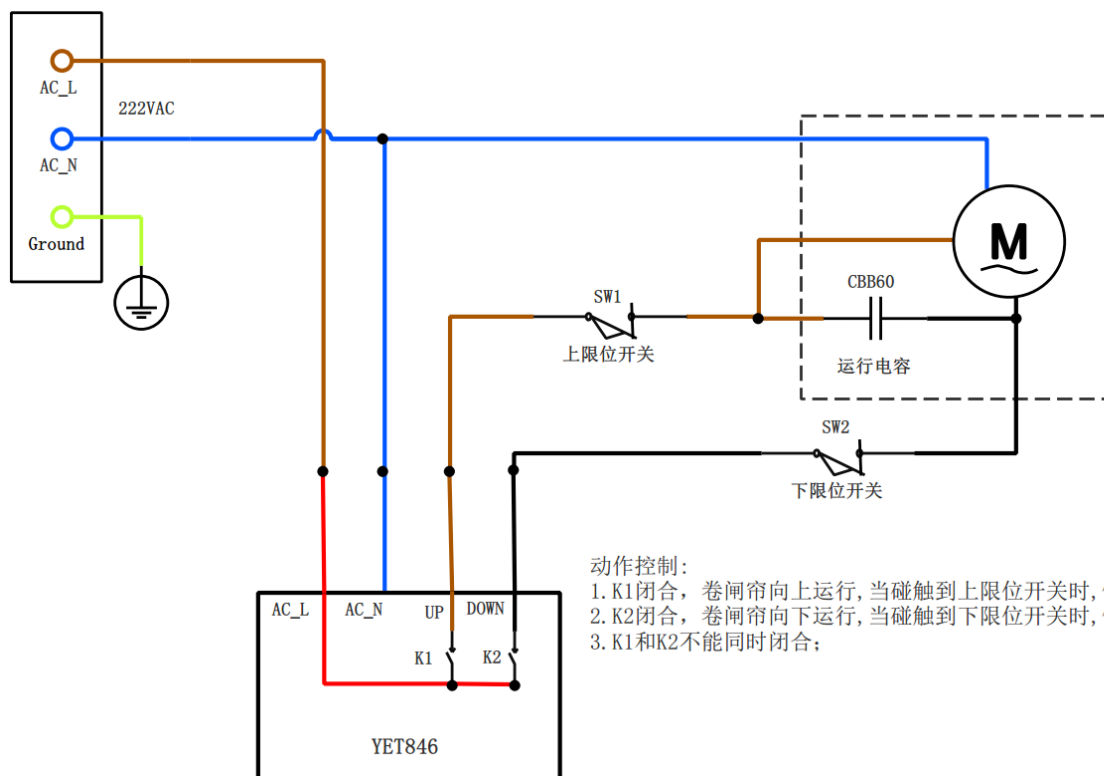 AC_L
222VAC
AC_N
Ground
M
CBB60
SW1
上限位开关
运行电容
SW2
下限位开关
动作控制:
1.K1闭合，卷闸帘向上运行,当碰触到上限位开关时,
2.K2闭合，卷闸帘向下运行,当碰触到下限位开关时,
3.K1和K2不能同时闭合;
AC_L AC_N UP DOWN
K1 K2
YET846